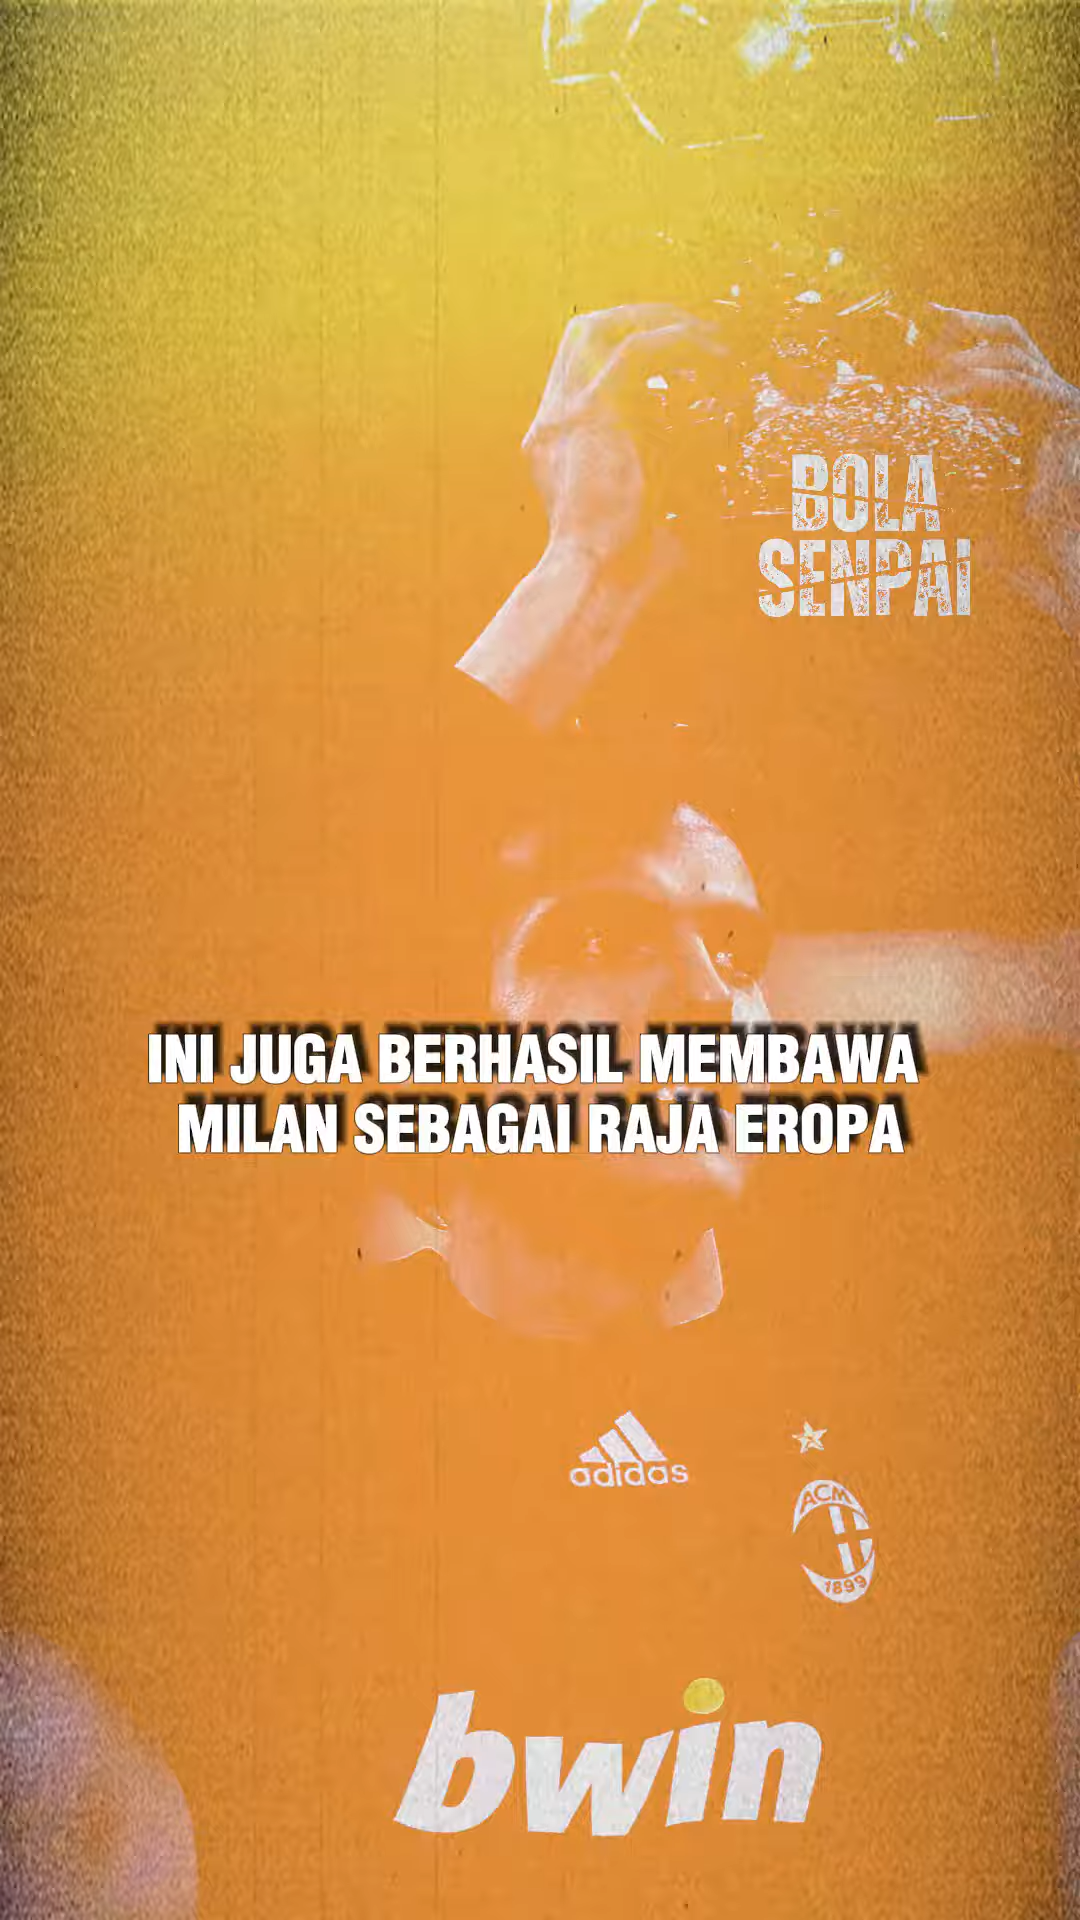 BOLA
SENPAI
INI JUGA BERHASIL MEMBAWA
MILAN SEBAGAI RAJA EROPA
adidas
ACM
1899
bwin